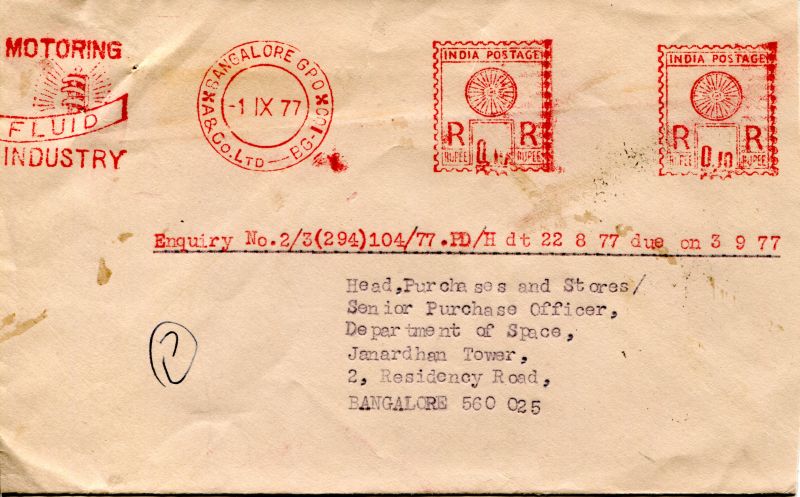 MOTORING
FLUID
INDUSTRY
BANGALORE GPO
-1 IX 77
A & CO. LTD — BG-100
INDIA POSTAGE
R R
RUPEE RUPEE
INDIA POSTAGE
R 0.10 R
RUPEE RUPEE
Enquiry No.2/3(294)104/77.PD/H dt 22 8 77 due on 3 9 77
Head,Purchases and Stores/
Senior Purchase Officer,
Department of Space,
Janardhan Tower,
2, Residency Road,
BANGALORE 560 025